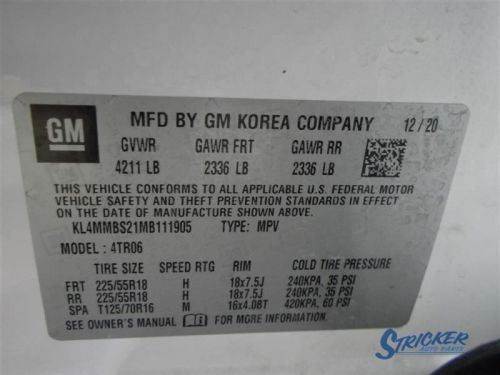 GM
MFD BY GM KOREA COMPANY 12/20
GVWR GAWR FRT GAWR RR
4211 LB 2336 LB 2336 LB
THIS VEHICLE CONFORMS TO ALL APPLICABLE U.S. FEDERAL MOTOR
VEHICLE SAFETY AND THEFT PREVENTION STANDARDS IN EFFECT
ON THE DATE OF MANUFACTURE SHOWN ABOVE.
KL4MMBS21MB111905 TYPE: MPV
MODEL : 4TR06
TIRE SIZE SPEED RTG RIM COLD TIRE PRESSURE
FRT 225/55R18 H 18x7.5J 240KPA, 35 PSI
RR 225/55R18 H 18x7.5J 240KPA, 35 PSI
SPA T125/70R16 M 16x4.08T 420KPA, 60 PSI
SEE OWNER'S MANUAL FOR MORE INFORMATION.
STRICKER
AUTO PARTS